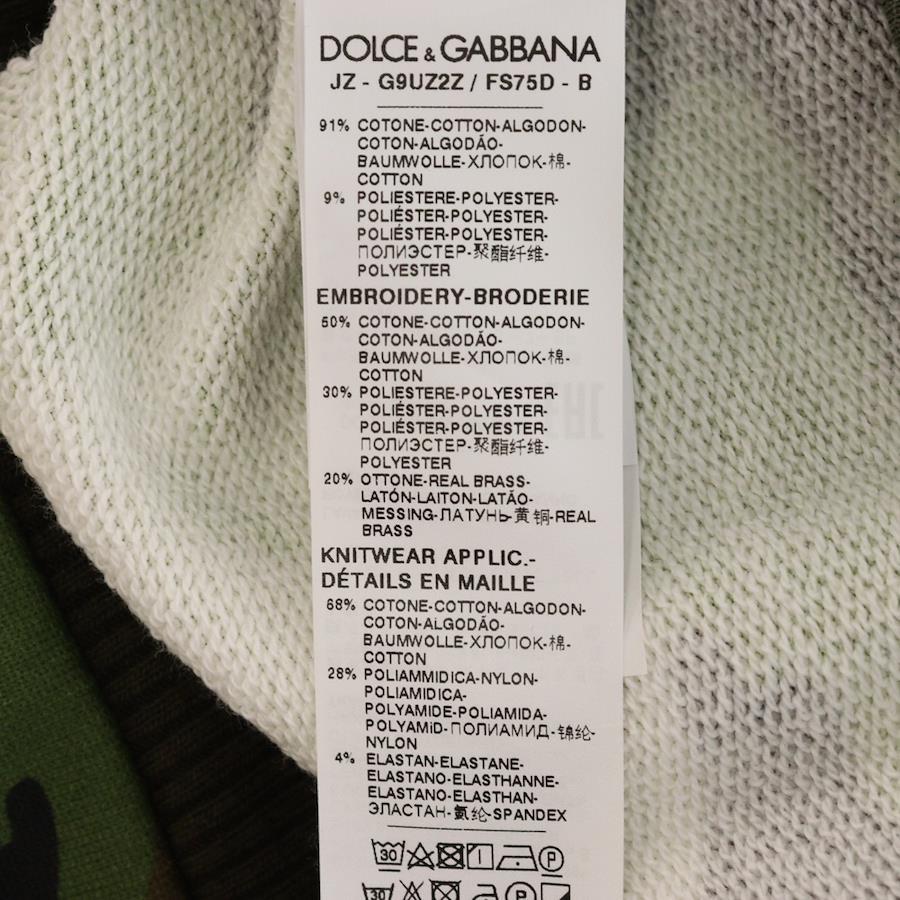 DOLCE & GABBANA
JZ - G9UZ2Z / FS75D - B
91% COTONE-COTTON-ALGODON-
COTON-ALGODÃO-
BAUMWOLLE-ХЛОПОК-棉-
COTTON
9% POLIESTERE-POLYESTER-
POLIÉSTER-POLYESTER-
POLIÉSTER-POLYESTER-
ПОЛИЭСТЕР-聚酯纤维-
POLYESTER
EMBROIDERY-BRODERIE
50% COTONE-COTTON-ALGODON-
COTON-ALGODÃO-
BAUMWOLLE-ХЛОПОК-棉-
COTTON
30% POLIESTERE-POLYESTER-
POLIÉSTER-POLYESTER-
POLIÉSTER-POLYESTER-
ПОЛИЭСТЕР-聚酯纤维-
POLYESTER
20% OTTONE-REAL BRASS-
LATÓN-LAITON-LATÃO-
MESSING-ЛАТУНЬ-黄铜-REAL
BRASS
KNITWEAR APPLIC.-
DÉTAILS EN MAILLE
68% COTONE-COTTON-ALGODON-
COTON-ALGODÃO-
BAUMWOLLE-ХЛОПОК-棉-
COTTON
28% POLIAMMIDICA-NYLON-
POLIAMIDICA-
POLYAMIDE-POLIAMIDA-
POLYAMID-ПОЛИАМИД-锦纶-
NYLON
4% ELASTAN-ELASTANE-
ELASTANO-ELASTHANNE-
ELASTANO-ELASTHAN-
ЭЛАСТАН-氨纶-SPANDEX
30 P
30 P